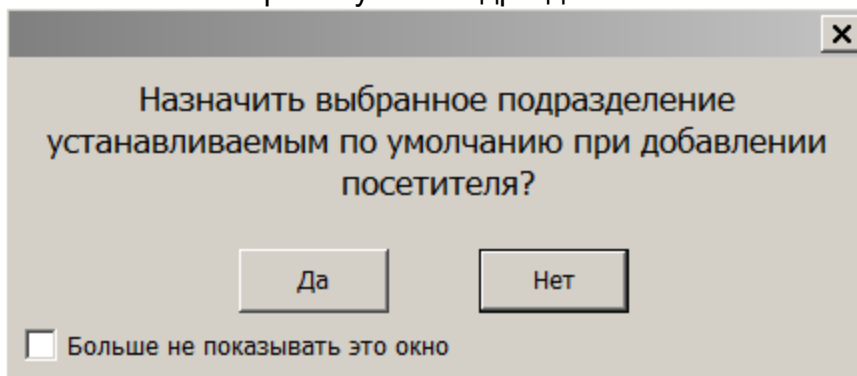 Назначить выбранное подразделение
устанавливаемым по умолчанию при добавлении
посетителя?
Да Нет
Больше не показывать это окно